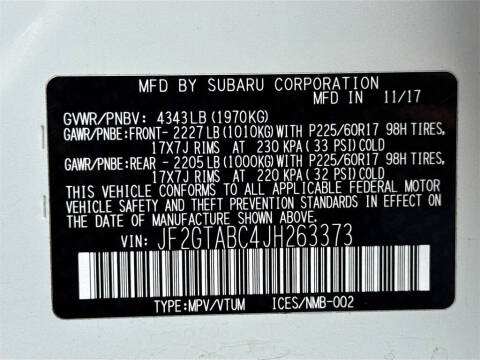 MFD BY SUBARU CORPORATION
MFD IN 11/17
GVWR/PNBV: 4343LB (1970KG)
GAWR/PNBE:FRONT- 2227 LB (1010KG) WITH P225/60R17 98H TIRES,
17X7J RIMS AT 230 KPA (33 PSI) COLD
GAWR/PNBE:REAR - 2205 LB (1000KG) WITH P225/60R17 98H TIRES,
17X7J RIMS AT 220 KPA (32 PSI) COLD
THIS VEHICLE CONFORMS TO ALL APPLICABLE FEDERAL MOTOR
VEHICLE SAFETY AND THEFT PREVENTION STANDARDS IN EFFECT
ON THE DATE OF MANUFACTURE SHOWN ABOVE.
VIN: JF2GTABC4JH263373
TYPE:MPV/VTUM ICES/NMB-002